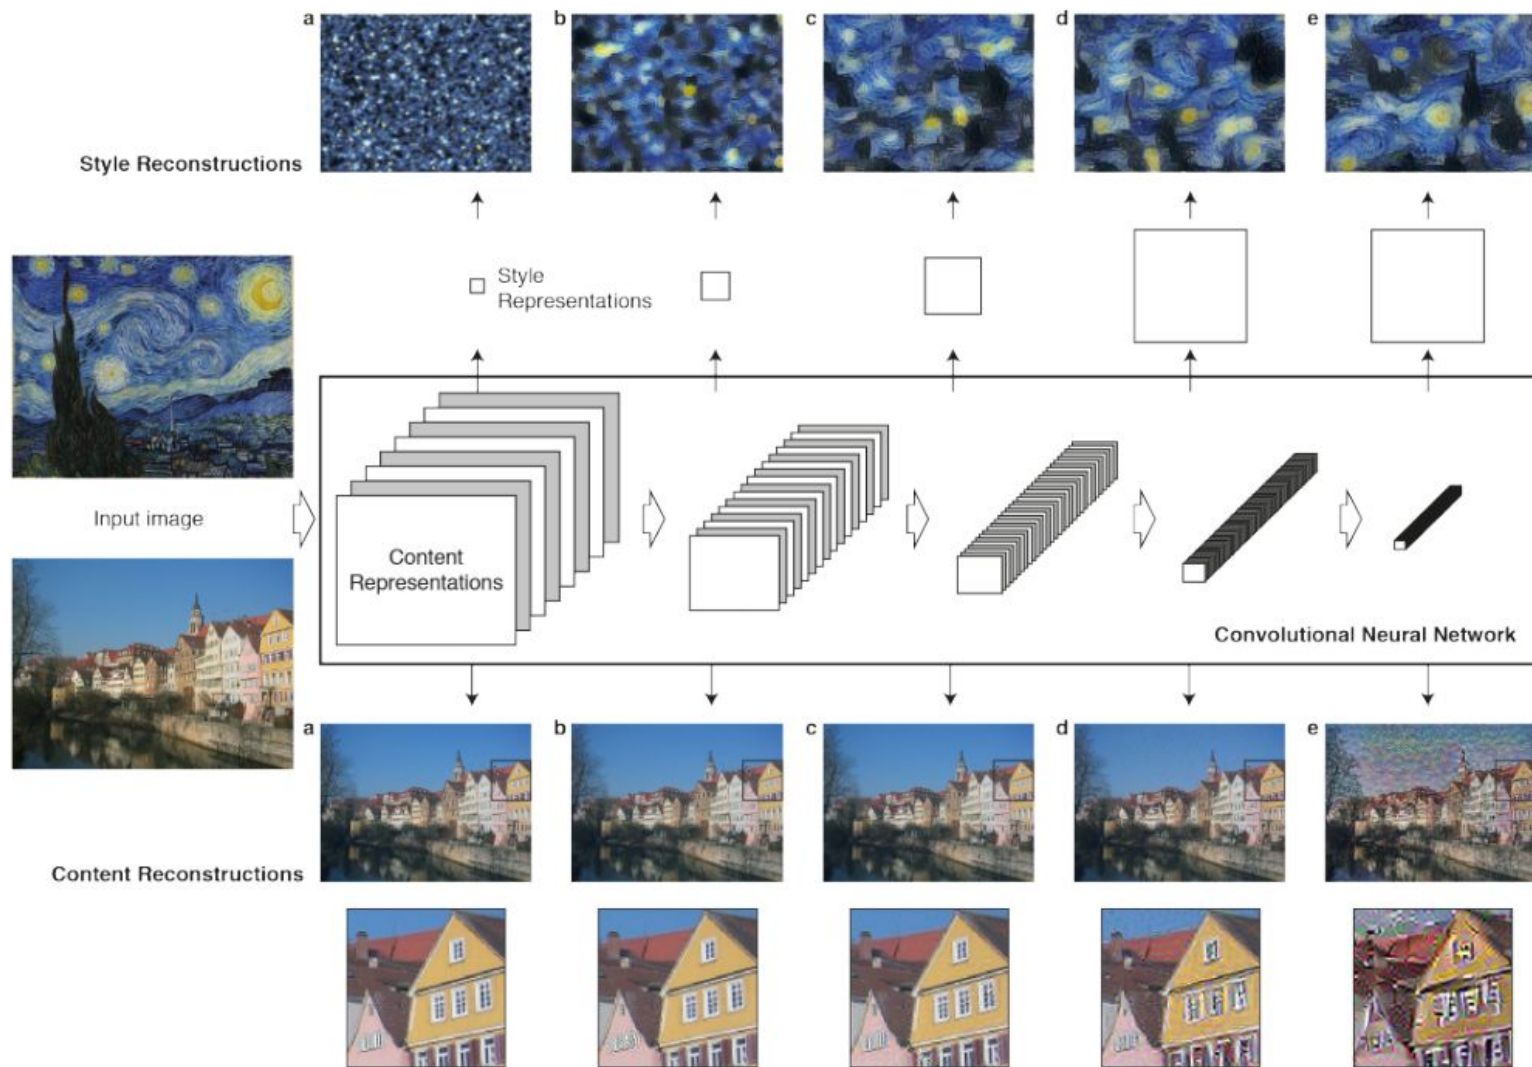 a
b
c
d
e
Style Reconstructions
Style
Representations
Input image
Content
Representations
Convolutional Neural Network
a
b
c
d
e
Content Reconstructions